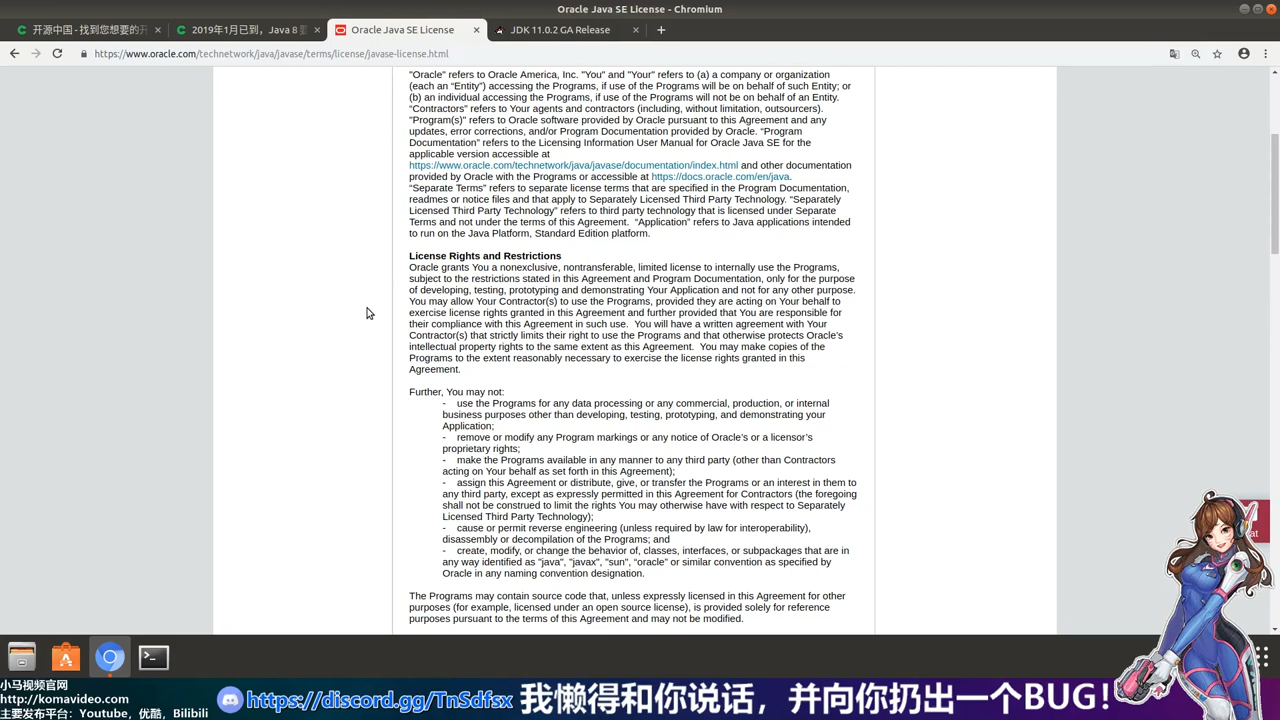 Oracle Java SE License - Chromium
开源中国 - 找到您想要的开
2019年1月已到，Java 8 要
Oracle Java SE License
JDK 11.0.2 GA Release
https://www.oracle.com/technetwork/java/javase/terms/license/javase-license.html
"Oracle" refers to Oracle America, Inc. "You" and "Your" refers to (a) a company or organization
(each an “Entity”) accessing the Programs, if use of the Programs will be on behalf of such Entity; or
(b) an individual accessing the Programs, if use of the Programs will not be on behalf of an Entity.
“Contractors” refers to Your agents and contractors (including, without limitation, outsourcers).
"Program(s)" refers to Oracle software provided by Oracle pursuant to this Agreement and any
updates, error corrections, and/or Program Documentation provided by Oracle. “Program
Documentation” refers to the Licensing Information User Manual for Oracle Java SE for the
applicable version accessible at
https://www.oracle.com/technetwork/java/javase/documentation/index.html and other documentation
provided by Oracle with the Programs or accessible at https://docs.oracle.com/en/java.
“Separate Terms” refers to separate license terms that are specified in the Program Documentation,
readmes or notice files and that apply to Separately Licensed Third Party Technology. “Separately
Licensed Third Party Technology” refers to third party technology that is licensed under Separate
Terms and not under the terms of this Agreement.  “Application” refers to Java applications intended
to run on the Java Platform, Standard Edition platform.
License Rights and Restrictions
Oracle grants You a nonexclusive, nontransferable, limited license to internally use the Programs,
subject to the restrictions stated in this Agreement and Program Documentation, only for the purpose
of developing, testing, prototyping and demonstrating Your Application and not for any other purpose.
You may allow Your Contractor(s) to use the Programs, provided they are acting on Your behalf to
exercise license rights granted in this Agreement and further provided that You are responsible for
their compliance with this Agreement in such use.  You will have a written agreement with Your
Contractor(s) that strictly limits their right to use the Programs and that otherwise protects Oracle’s
intellectual property rights to the same extent as this Agreement.  You may make copies of the
Programs to the extent reasonably necessary to exercise the license rights granted in this
Agreement.
Further, You may not:
- use the Programs for any data processing or any commercial, production, or internal
business purposes other than developing, testing, prototyping, and demonstrating your
Application;
- remove or modify any Program markings or any notice of Oracle’s or a licensor’s
proprietary rights;
- make the Programs available in any manner to any third party (other than Contractors
acting on Your behalf as set forth in this Agreement);
- assign this Agreement or distribute, give, or transfer the Programs or an interest in them to
any third party, except as expressly permitted in this Agreement for Contractors (the foregoing
shall not be construed to limit the rights You may otherwise have with respect to Separately
Licensed Third Party Technology);
- cause or permit reverse engineering (unless required by law for interoperability),
disassembly or decompilation of the Programs; and
- create, modify, or change the behavior of, classes, interfaces, or subpackages that are in
any way identified as "java", "javax", "sun", “oracle” or similar convention as specified by
Oracle in any naming convention designation.
The Programs may contain source code that, unless expressly licensed in this Agreement for other
purposes (for example, licensed under an open source license), is provided solely for reference
purposes pursuant to the terms of this Agreement and may not be modified.
小马视频官网
http://komavideo.com
主要发布平台：Youtube，优酷，Bilibili
https://discord.gg/TnSdfsx 我懒得和你说话，并向你扔出一个BUG！